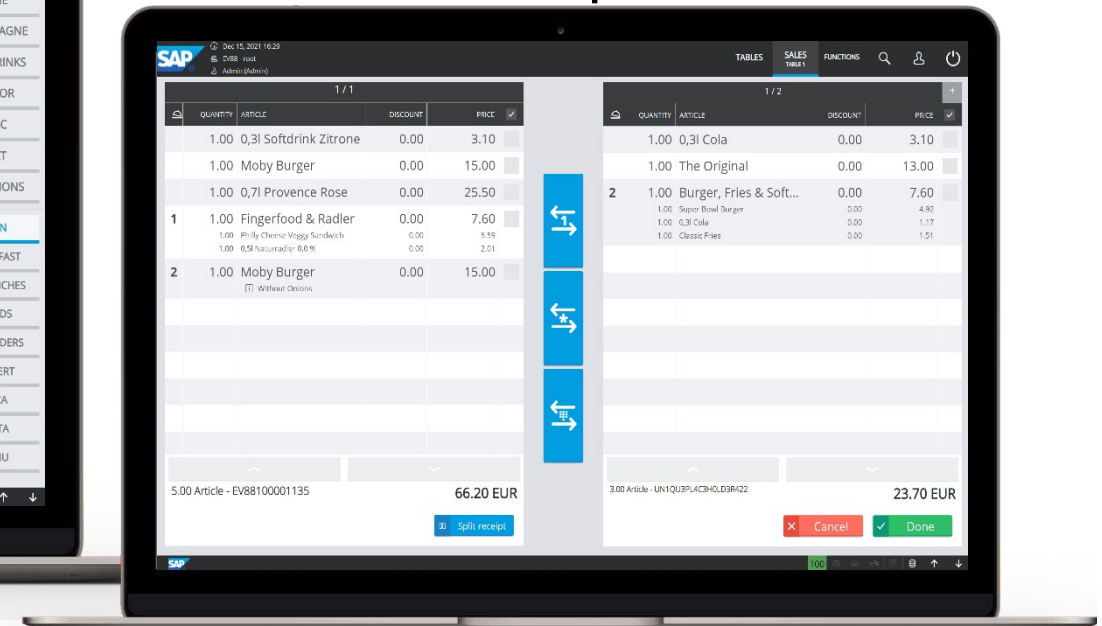 AGNE
RINKS
OR
C
T
IONS
N
FAST
ICHES
DS
DERS
ERT
ZA
TA
NU
SAP
Dec 15, 2021 16:29
EV88 root
Admin (Admin)
TABLES
SALES
TABLE 1
FUNCTIONS
1 / 1
QUANTITY ARTICLE DISCOUNT PRICE
1.00 0,3l Softdrink Zitrone 0.00 3.10
1.00 Moby Burger 0.00 15.00
1.00 0,7l Provence Rose 0.00 25.50
1 1.00 Fingerfood & Radler 0.00 7.60
1.00 Philly Cheese Veggy Sandwich 0.00 5.59
1.00 0,5l Naturradler 0.0 % 0.00 2.01
2 1.00 Moby Burger 0.00 15.00
Without Onions
5.00 Article - EV88100001135 66.20 EUR
Split receipt
1
*
1 / 2
+
QUANTITY ARTICLE DISCOUNT PRICE
1.00 0,3l Cola 0.00 3.10
1.00 The Original 0.00 13.00
2 1.00 Burger, Fries & Soft... 0.00 7.60
1.00 Super Bowl Burger 0.00 4.92
1.00 0,3l Cola 0.00 1.17
1.00 Classic Fries 0.00 1.51
3.00 Article - UN1QU3PL4C3H0LD3R422 23.70 EUR
Cancel
Done
SAP
100